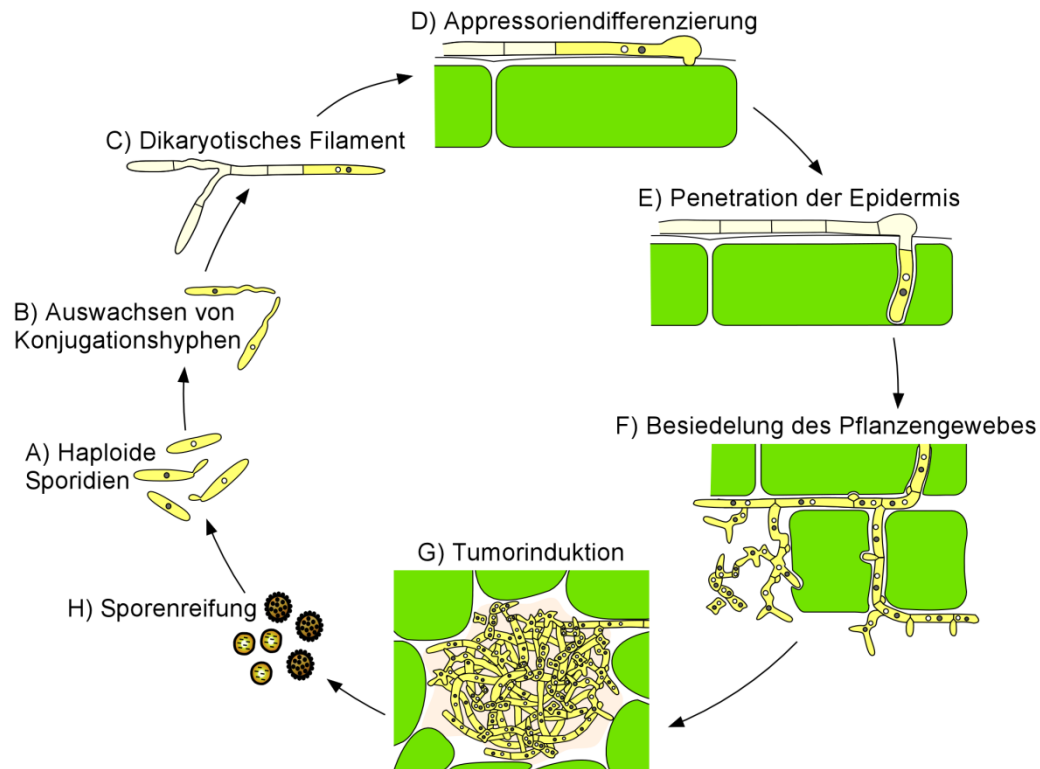 D) Appressoriendifferenzierung
C) Dikaryotisches Filament
E) Penetration der Epidermis
B) Auswachsen von
Konjugationshyphen
F) Besiedelung des Pflanzengewebes
A) Haploide
Sporidien
G) Tumorinduktion
H) Sporenreifung